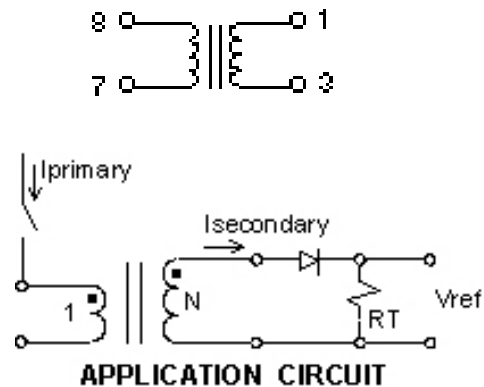 8 1
7 3
Iprimary
Isecondary
1 N RT Vref
APPLICATION CIRCUIT